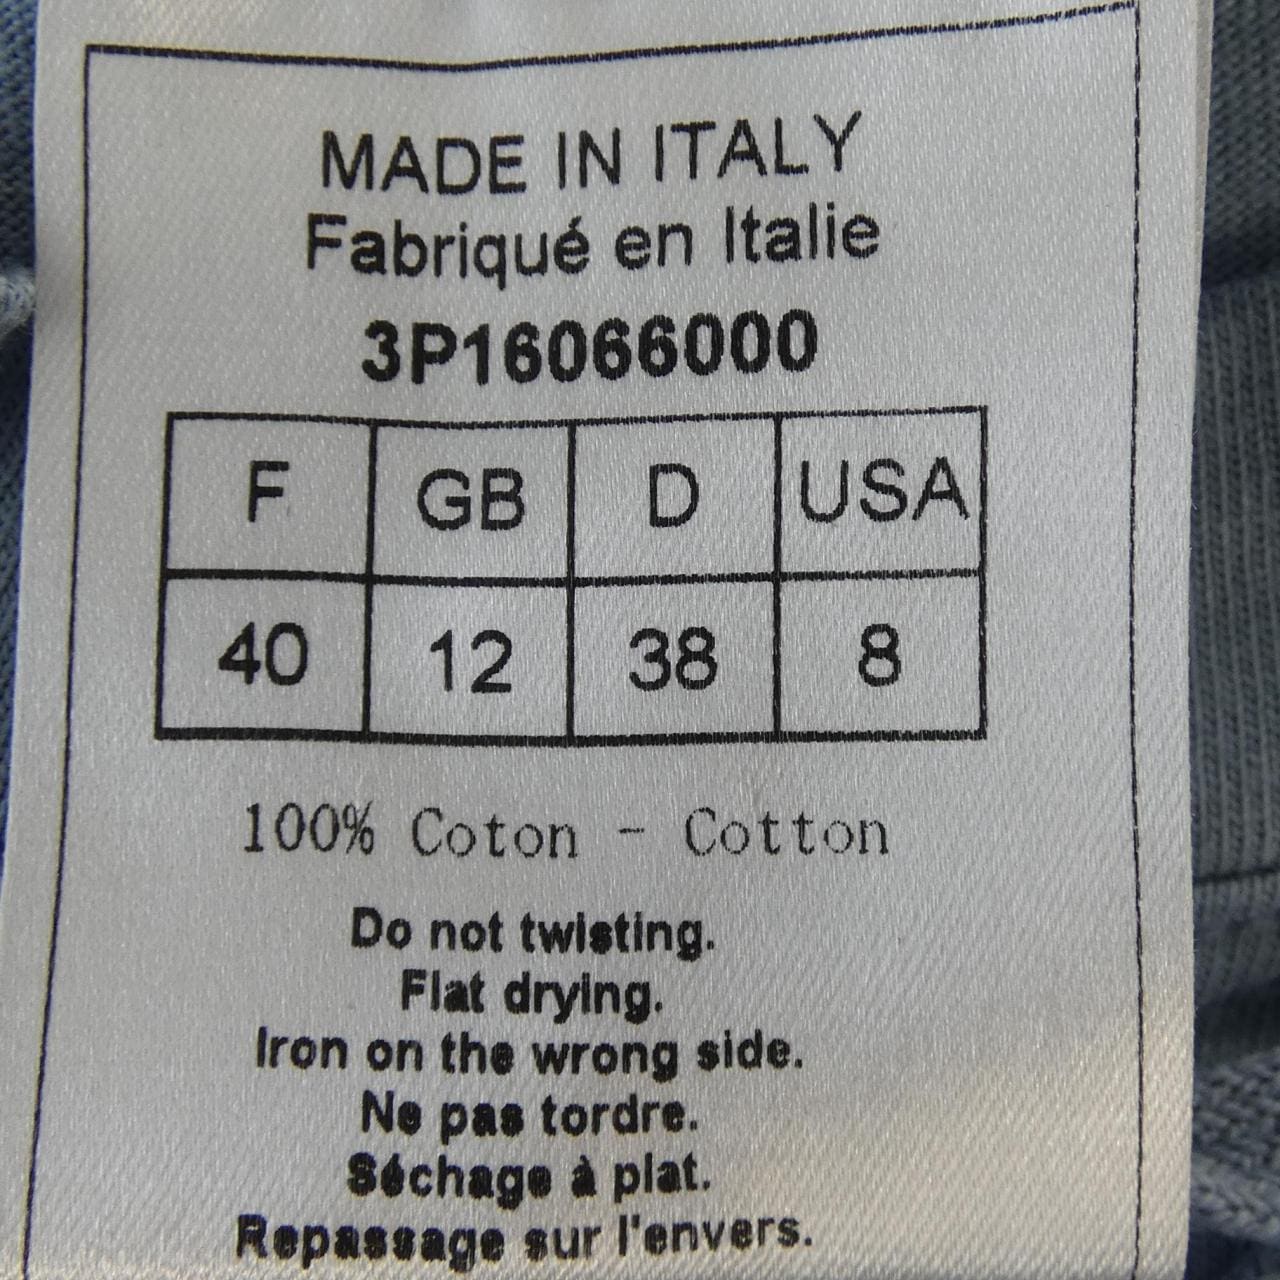 MADE IN ITALY
Fabriqué en Italie
3P16066000
F GB D USA
40 12 38 8
100% Coton - Cotton
Do not twisting.
Flat drying.
Iron on the wrong side.
Ne pas tordre.
Séchage à plat.
Repassage sur l'envers.